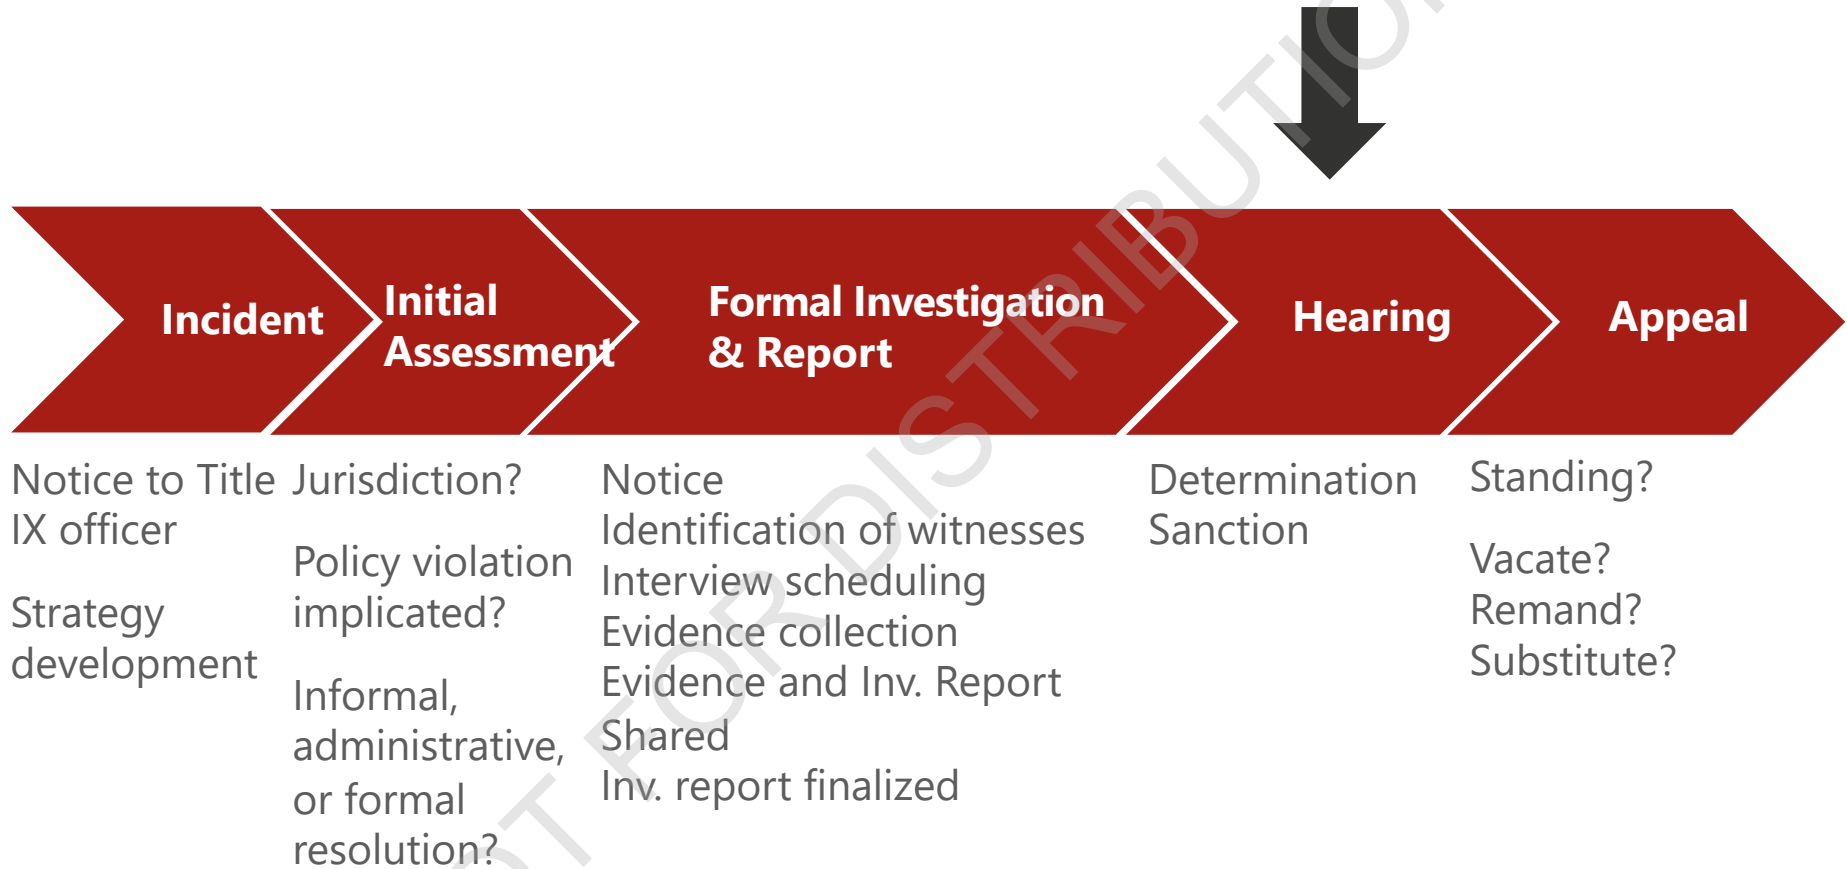 Incident
Initial
Assessment
Formal Investigation
& Report
Hearing
Appeal
Notice to Title
IX officer
Strategy
development
Jurisdiction?
Policy violation
implicated?
Informal,
administrative,
or formal
resolution?
Notice
Identification of witnesses
Interview scheduling
Evidence collection
Evidence and Inv. Report
Shared
Inv. report finalized
Determination
Sanction
Standing?
Vacate?
Remand?
Substitute?
FOR DISTRIBUTION